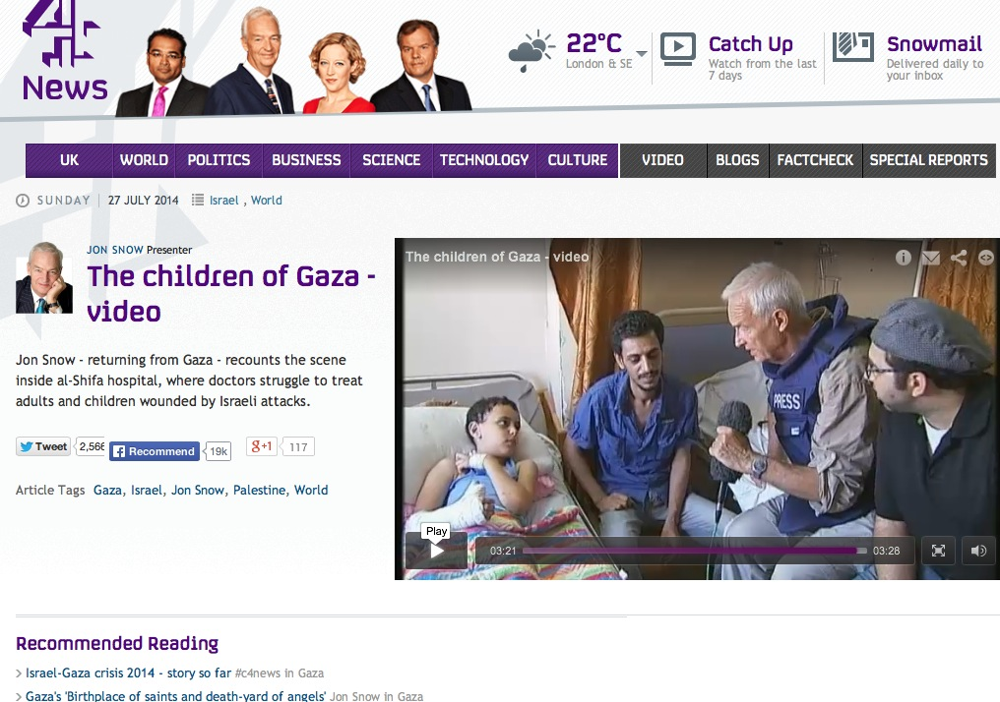 4
News
22°C
London & SE
Catch Up
Watch from the last
7 days
Snowmail
Delivered daily to
your inbox
UK WORLD POLITICS BUSINESS SCIENCE TECHNOLOGY CULTURE VIDEO BLOGS FACTCHECK SPECIAL REPORTS
SUNDAY 27 JULY 2014 Israel , World
JON SNOW Presenter
The children of Gaza -
video
Jon Snow - returning from Gaza - recounts the scene
inside al-Shifa hospital, where doctors struggle to treat
adults and children wounded by Israeli attacks.
Tweet 2,566 Recommend 19k g+1 117
Article Tags Gaza, Israel, Jon Snow, Palestine, World
The children of Gaza - video
PRESS
Play
03:21 03:28
Recommended Reading
> Israel-Gaza crisis 2014 - story so far #c4news in Gaza
> Gaza's 'Birthplace of saints and death-yard of angels' Jon Snow in Gaza